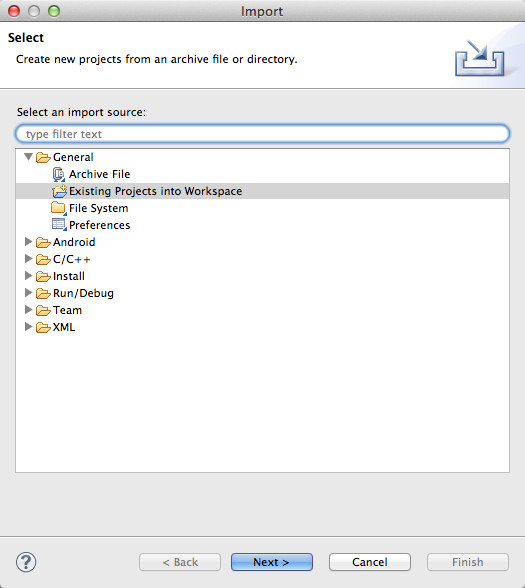 Import
Select
Create new projects from an archive file or directory.
Select an import source:
type filter text
General
Archive File
Existing Projects into Workspace
File System
Preferences
Android
C/C++
Install
Run/Debug
Team
XML
?
< Back Next > Cancel Finish